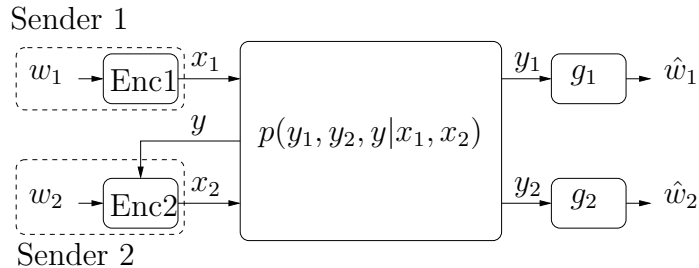 Sender 1
w₁ Enc1 x₁ y₁ g₁ ŵ₁
y p(y₁, y₂, y|x₁, x₂)
w₂ Enc2 x₂ y₂ g₂ ŵ₂
Sender 2